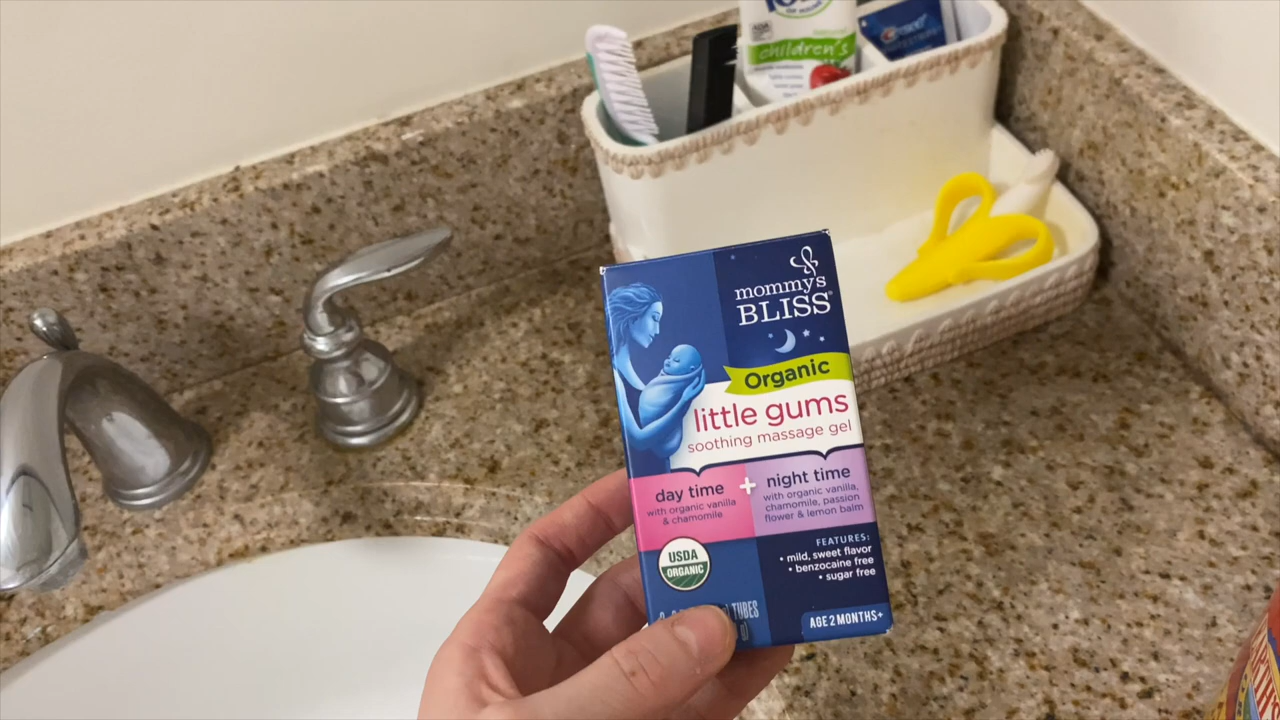 children's
mommy's
BLISS®
Organic
little gums
soothing massage gel
day time
with organic vanilla
& chamomile
+
night time
with organic vanilla,
chamomile, passion
flower & lemon balm
USDA
ORGANIC
FEATURES:
• mild, sweet flavor
• benzocaine free
• sugar free
TUBES
AGE 2 MONTHS+